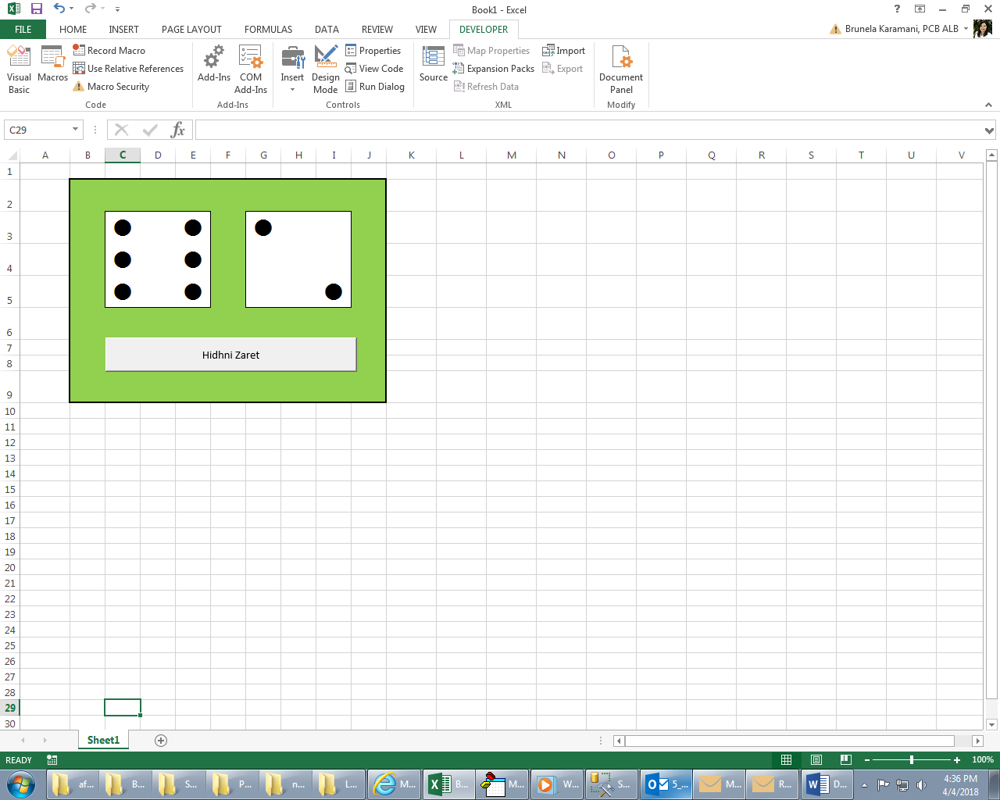 Book1 - Excel
FILE HOME INSERT PAGE LAYOUT FORMULAS DATA REVIEW VIEW DEVELOPER Brunela Karamani, PCB ALB
Visual Basic
Macros
Record Macro
Use Relative References
Macro Security
Code
Add-Ins
COM Add-Ins
Add-Ins
Insert
Design Mode
Properties
View Code
Run Dialog
Controls
Source
Map Properties
Expansion Packs
Refresh Data
Import
Export
XML
Document Panel
Modify
C29
fx
A B C D E F G H I J K L M N O P Q R S T U V
1
2
3
4
5
6
7
8
9
10
11
12
13
14
15
16
17
18
19
20
21
22
23
24
25
26
27
28
29
30
Hidhni Zaret
Sheet1
READY
100%
af... B... S... P... n... L... M... B... M... W... S... 5_... M... R... D...
4:36 PM
4/4/2018